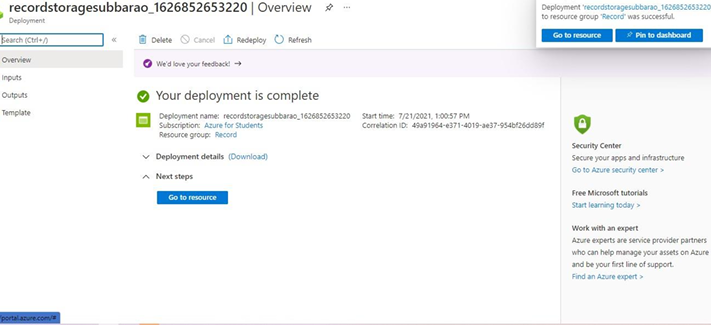 recordstoragesubbarao_1626852653220 | Overview
Deployment
Search (Ctrl+/)
Overview
Inputs
Outputs
Template
Delete
Cancel
Redeploy
Refresh
We'd love your feedback! →
Your deployment is complete
Deployment name: recordstoragesubbarao_1626852653220
Subscription: Azure for Students
Resource group: Record
Start time: 7/21/2021, 1:00:57 PM
Correlation ID: 49a91964-e371-4019-ae37-954bf26dd89f
Deployment details (Download)
Next steps
Go to resource
Deployment 'recordstoragesubbarao_1626852653220
to resource group 'Record' was successful.
Go to resource
Pin to dashboard
Security Center
Secure your apps and infrastructure
Go to Azure security center >
Free Microsoft tutorials
Start learning today >
Work with an expert
Azure experts are service provider partners
who can help manage your assets on Azure
and be your first line of support.
Find an Azure expert >
/portal.azure.com/#